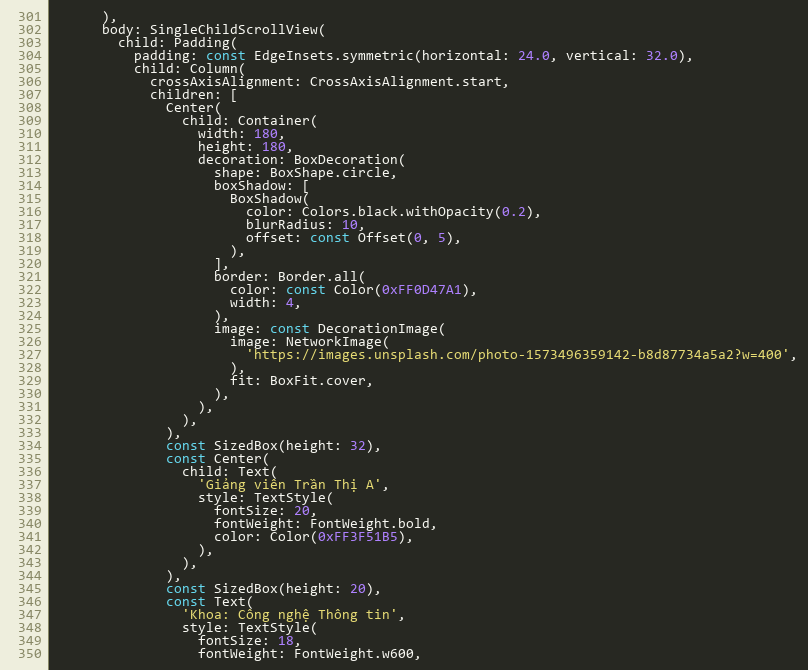 301       ),
302       body: SingleChildScrollView(
303         child: Padding(
304           padding: const EdgeInsets.symmetric(horizontal: 24.0, vertical: 32.0),
305           child: Column(
306             crossAxisAlignment: CrossAxisAlignment.start,
307             children: [
308               Center(
309                 child: Container(
310                   width: 180,
311                   height: 180,
312                   decoration: BoxDecoration(
313                     shape: BoxShape.circle,
314                     boxShadow: [
315                       BoxShadow(
316                         color: Colors.black.withOpacity(0.2),
317                         blurRadius: 10,
318                         offset: const Offset(0, 5),
319                       ),
320                     ],
321                     border: Border.all(
322                       color: const Color(0xFF0D47A1),
323                       width: 4,
324                     ),
325                     image: const DecorationImage(
326                       image: NetworkImage(
327                         'https://images.unsplash.com/photo-1573496359142-b8d87734a5a2?w=400',
328                       ),
329                       fit: BoxFit.cover,
330                     ),
331                   ),
332                 ),
333               ),
334               const SizedBox(height: 32),
335               const Center(
336                 child: Text(
337                   'Giảng viên Trần Thị A',
338                   style: TextStyle(
339                     fontSize: 20,
340                     fontWeight: FontWeight.bold,
341                     color: Color(0xFF3F51B5),
342                   ),
343                 ),
344               ),
345               const SizedBox(height: 20),
346               const Text(
347                 'Khoa: Công nghệ Thông tin',
348                 style: TextStyle(
349                   fontSize: 18,
350                   fontWeight: FontWeight.w600,